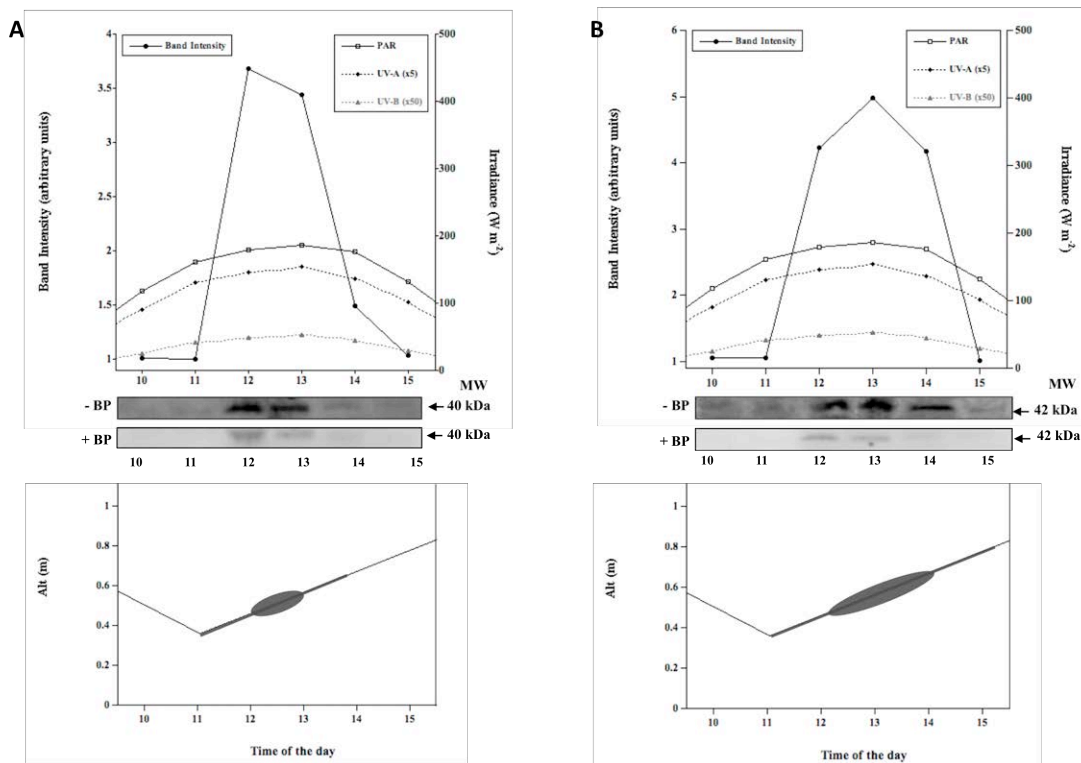 A
Band Intensity
PAR
UV-A (x5)
UV-B (x50)
4
3.5
3
2.5
2
1.5
1
500
400
300
200
100
0
Band Intensity (arbitrary units)
Irradiance (W m-2)
10 11 12 13 14 15
MW
- BP
40 kDa
+ BP
40 kDa
10 11 12 13 14 15
1
0.8
0.6
0.4
0.2
0
Alt (m)
10 11 12 13 14 15
Time of the day
B
Band Intensity
PAR
UV-A (x5)
UV-B (x50)
6
5
4
3
2
1
500
400
300
200
100
0
Band Intensity (arbitrary units)
Irradiance (W m-2)
10 11 12 13 14 15
MW
- BP
42 kDa
+ BP
42 kDa
10 11 12 13 14 15
1
0.8
0.6
0.4
0.2
0
Alt (m)
10 11 12 13 14 15
Time of the day